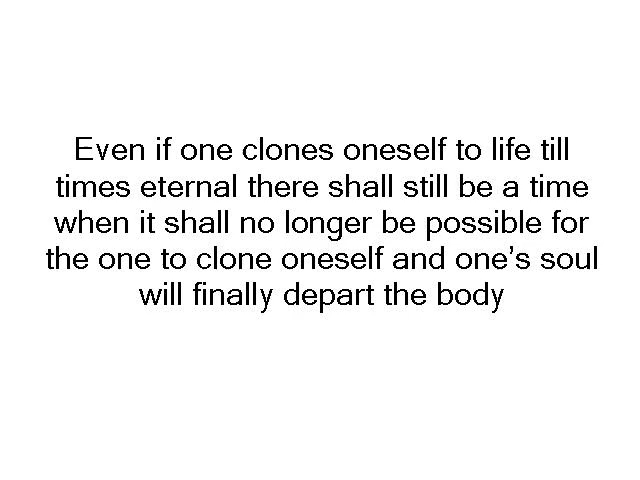 Even if one clones oneself to life till
times eternal there shall still be a time
when it shall no longer be possible for
the one to clone oneself and one’s soul
will finally depart the body